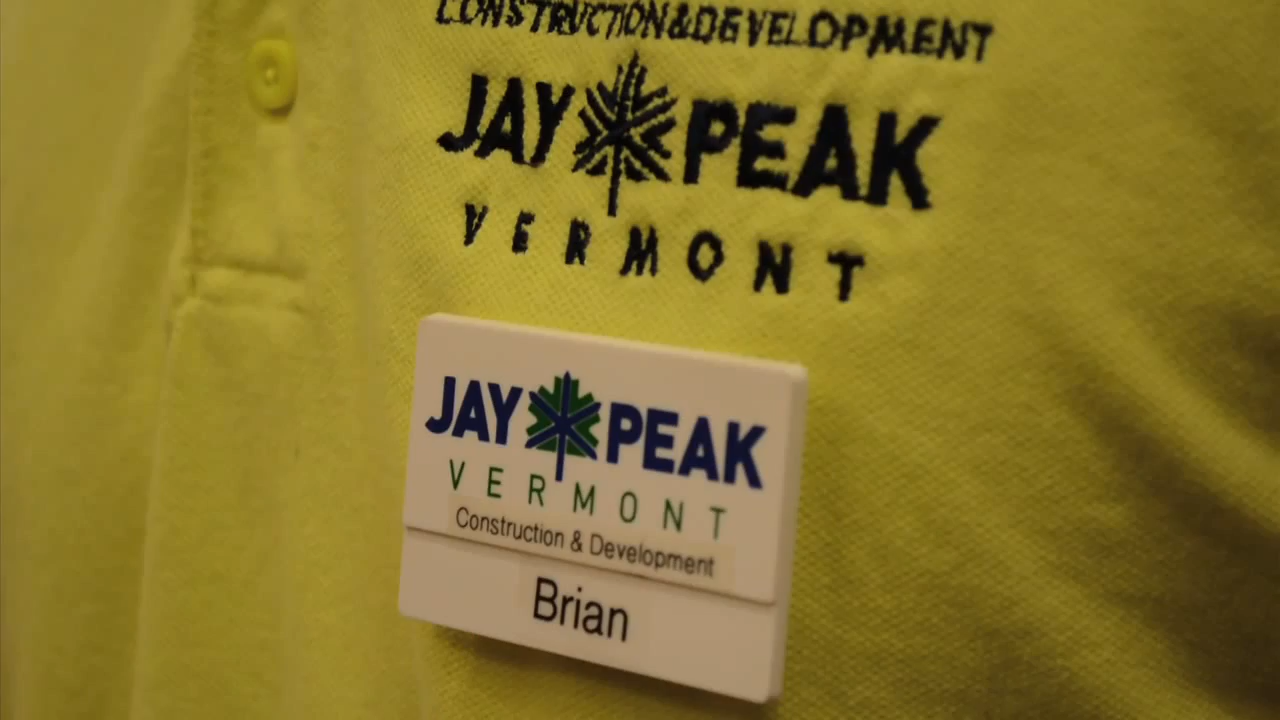 CONSTRUCTION&DEVELOPMENT
JAY PEAK
VERMONT
JAY PEAK
VERMONT
Construction & Development
Brian